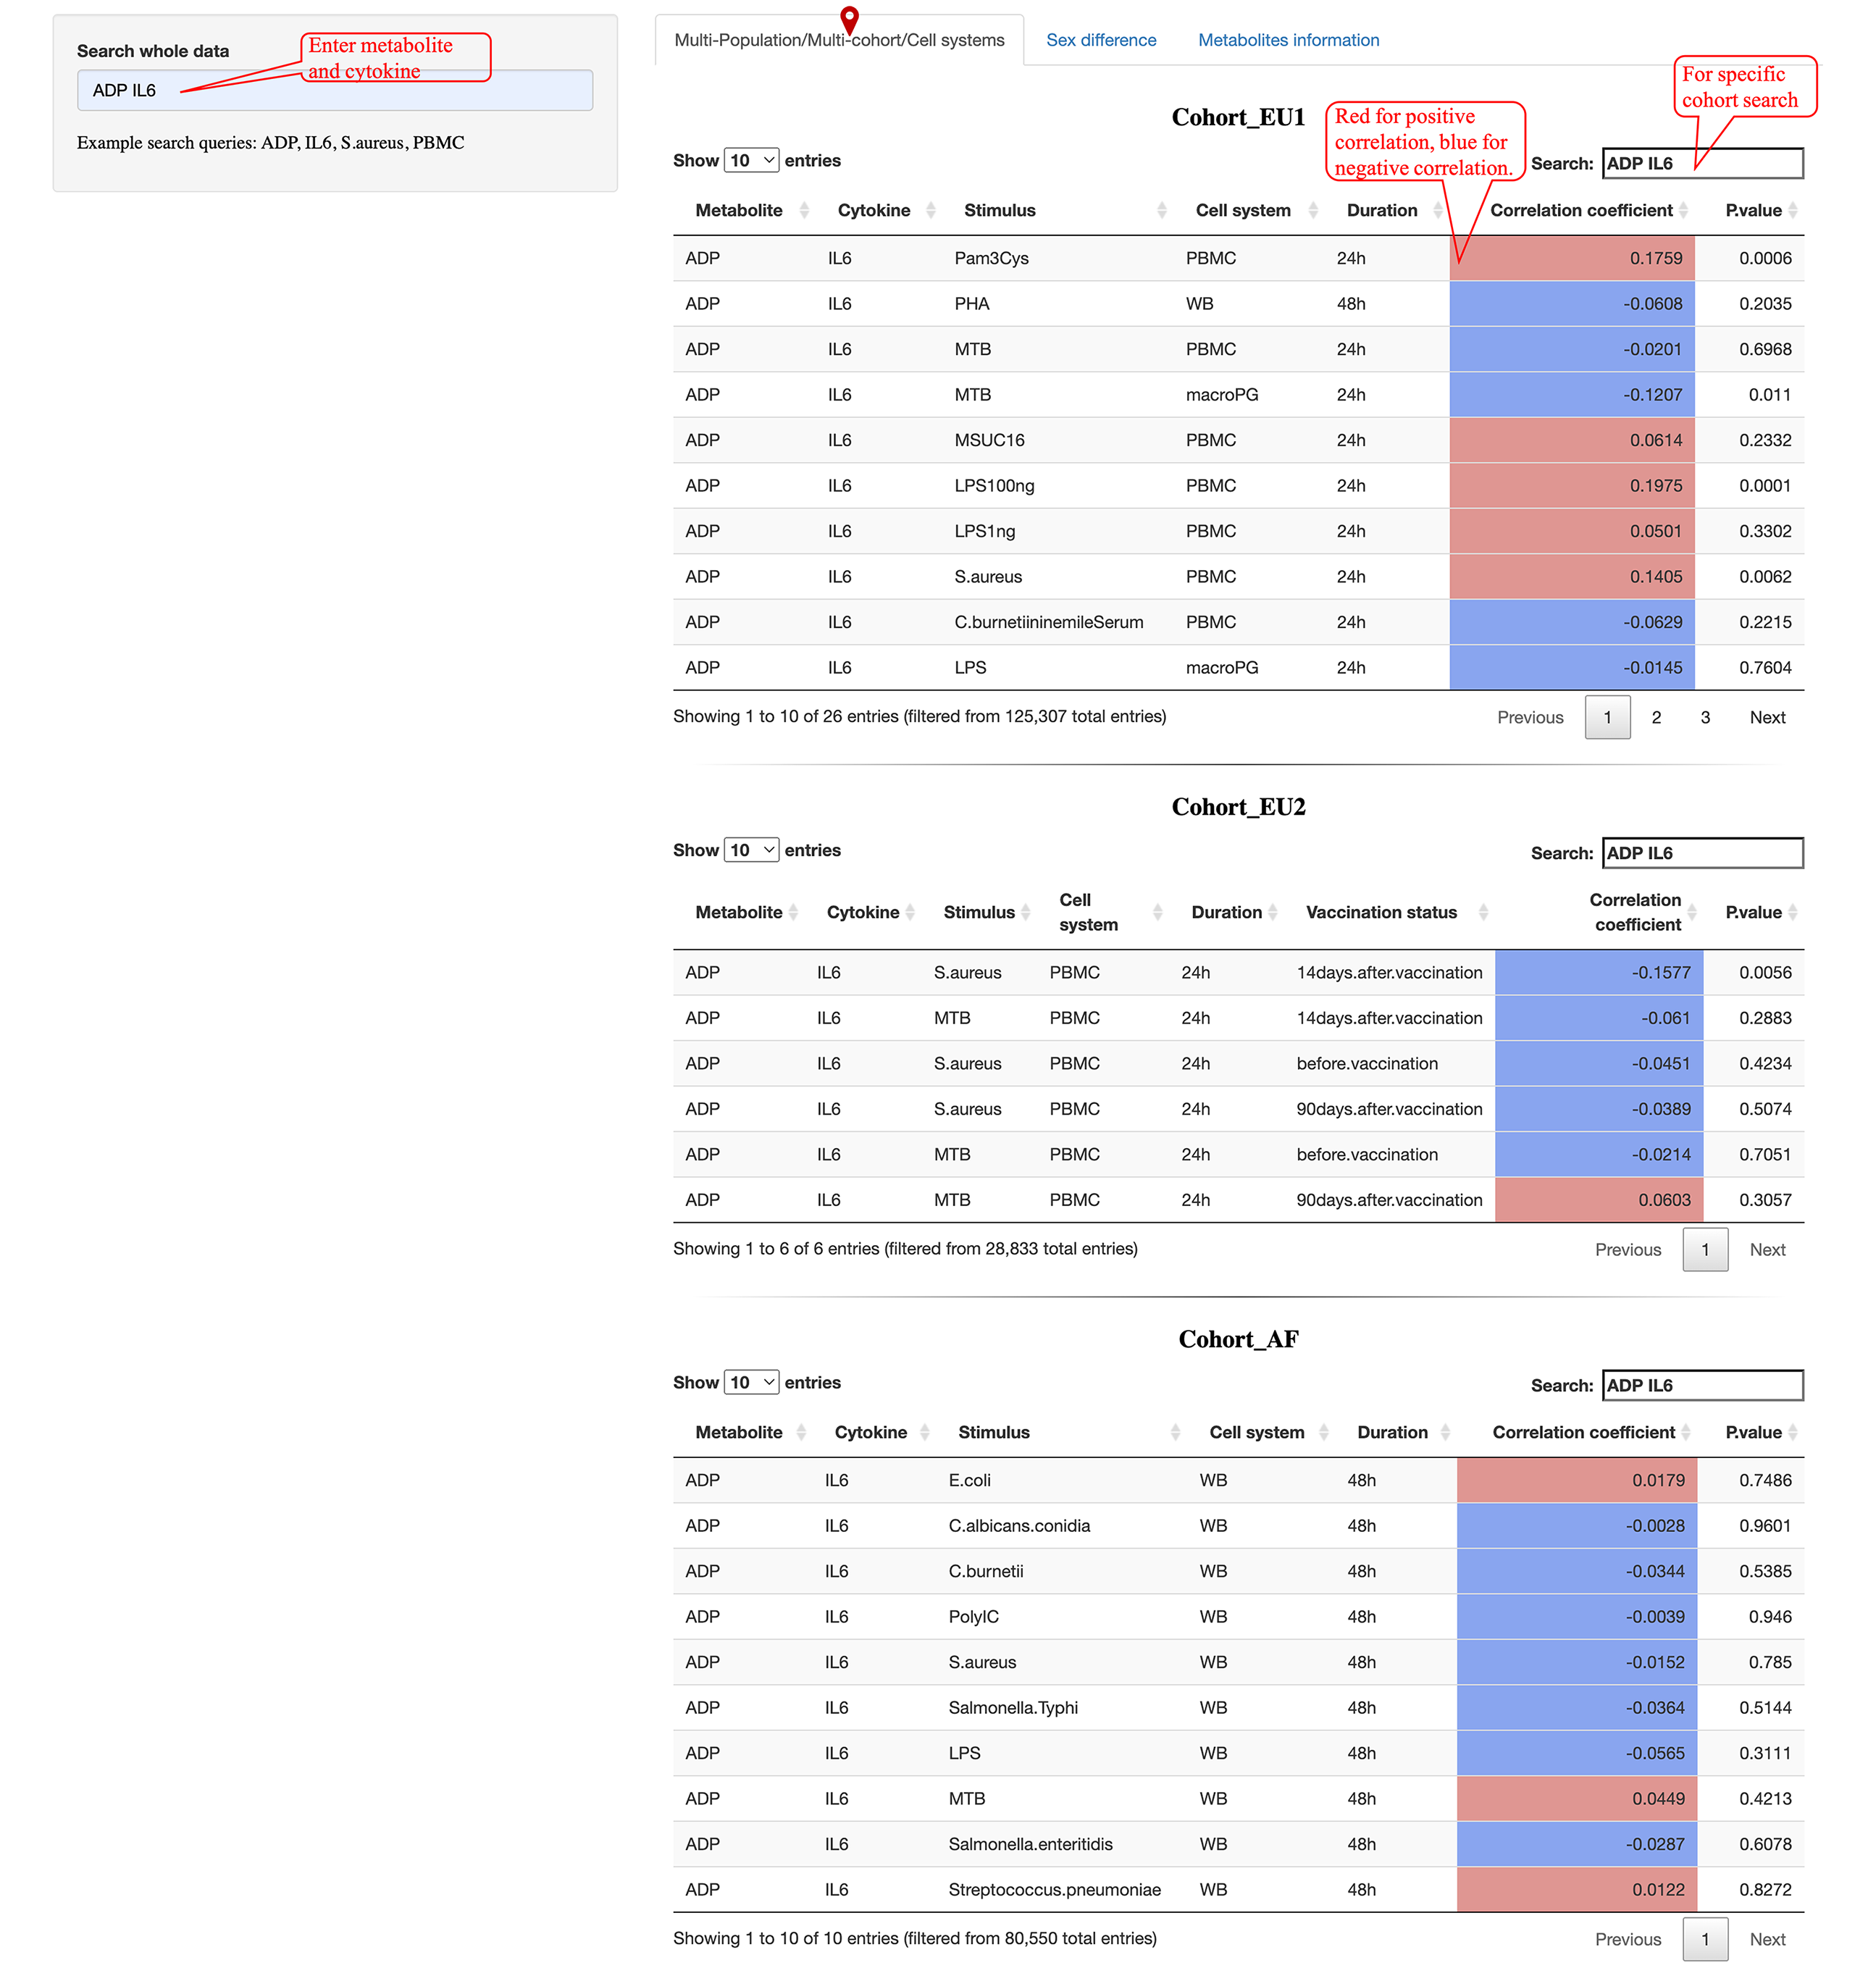 Search whole data
Enter metabolite
and cytokine
ADP IL6
Example search queries: ADP, IL6, S.aureus, PBMC
Multi-Population/Multi-cohort/Cell systems Sex difference Metabolites information
For specific
cohort search
Cohort_EU1
Red for positive
correlation, blue for
negative correlation.
Show 10 entries Search: ADP IL6
Metabolite Cytokine Stimulus Cell system Duration Correlation coefficient P.value
ADP IL6 Pam3Cys PBMC 24h 0.1759 0.0006
ADP IL6 PHA WB 48h -0.0608 0.2035
ADP IL6 MTB PBMC 24h -0.0201 0.6968
ADP IL6 MTB macroPG 24h -0.1207 0.011
ADP IL6 MSUC16 PBMC 24h 0.0614 0.2332
ADP IL6 LPS100ng PBMC 24h 0.1975 0.0001
ADP IL6 LPS1ng PBMC 24h 0.0501 0.3302
ADP IL6 S.aureus PBMC 24h 0.1405 0.0062
ADP IL6 C.burnetiininemileSerum PBMC 24h -0.0629 0.2215
ADP IL6 LPS macroPG 24h -0.0145 0.7604
Showing 1 to 10 of 26 entries (filtered from 125,307 total entries) Previous 1 2 3 Next
Cohort_EU2
Show 10 entries Search: ADP IL6
Metabolite Cytokine Stimulus Cell system Duration Vaccination status Correlation coefficient P.value
ADP IL6 S.aureus PBMC 24h 14days.after.vaccination -0.1577 0.0056
ADP IL6 MTB PBMC 24h 14days.after.vaccination -0.061 0.2883
ADP IL6 S.aureus PBMC 24h before.vaccination -0.0451 0.4234
ADP IL6 S.aureus PBMC 24h 90days.after.vaccination -0.0389 0.5074
ADP IL6 MTB PBMC 24h before.vaccination -0.0214 0.7051
ADP IL6 MTB PBMC 24h 90days.after.vaccination 0.0603 0.3057
Showing 1 to 6 of 6 entries (filtered from 28,833 total entries) Previous 1 Next
Cohort_AF
Show 10 entries Search: ADP IL6
Metabolite Cytokine Stimulus Cell system Duration Correlation coefficient P.value
ADP IL6 E.coli WB 48h 0.0179 0.7486
ADP IL6 C.albicans.conidia WB 48h -0.0028 0.9601
ADP IL6 C.burnetii WB 48h -0.0344 0.5385
ADP IL6 PolyIC WB 48h -0.0039 0.946
ADP IL6 S.aureus WB 48h -0.0152 0.785
ADP IL6 Salmonella.Typhi WB 48h -0.0364 0.5144
ADP IL6 LPS WB 48h -0.0565 0.3111
ADP IL6 MTB WB 48h 0.0449 0.4213
ADP IL6 Salmonella.enteritidis WB 48h -0.0287 0.6078
ADP IL6 Streptococcus.pneumoniae WB 48h 0.0122 0.8272
Showing 1 to 10 of 10 entries (filtered from 80,550 total entries) Previous 1 Next